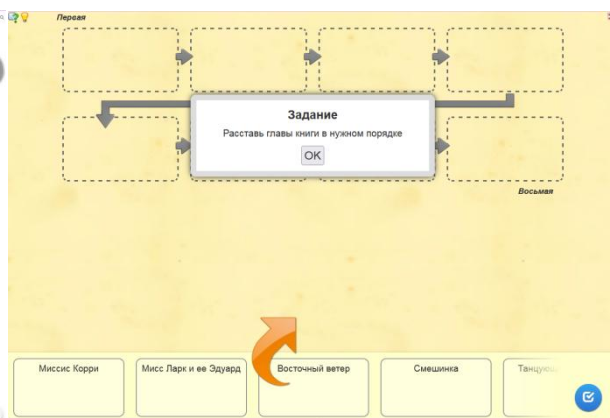 Первая
Задание
Расставь главы книги в нужном порядке
OK
Восьмая
Миссис Корри
Мисс Ларк и ее Эдуард
Восточный ветер
Смешинка